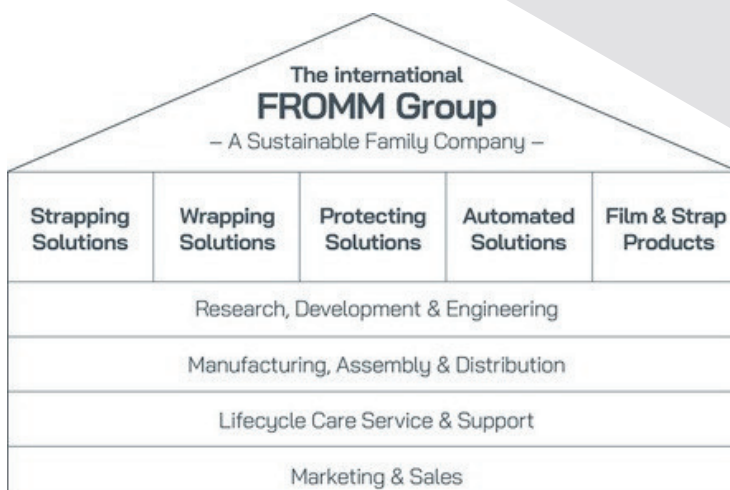 The international
FROMM Group
– A Sustainable Family Company –
Strapping
Solutions
Wrapping
Solutions
Protecting
Solutions
Automated
Solutions
Film & Strap
Products
Research, Development & Engineering
Manufacturing, Assembly & Distribution
Lifecycle Care Service & Support
Marketing & Sales